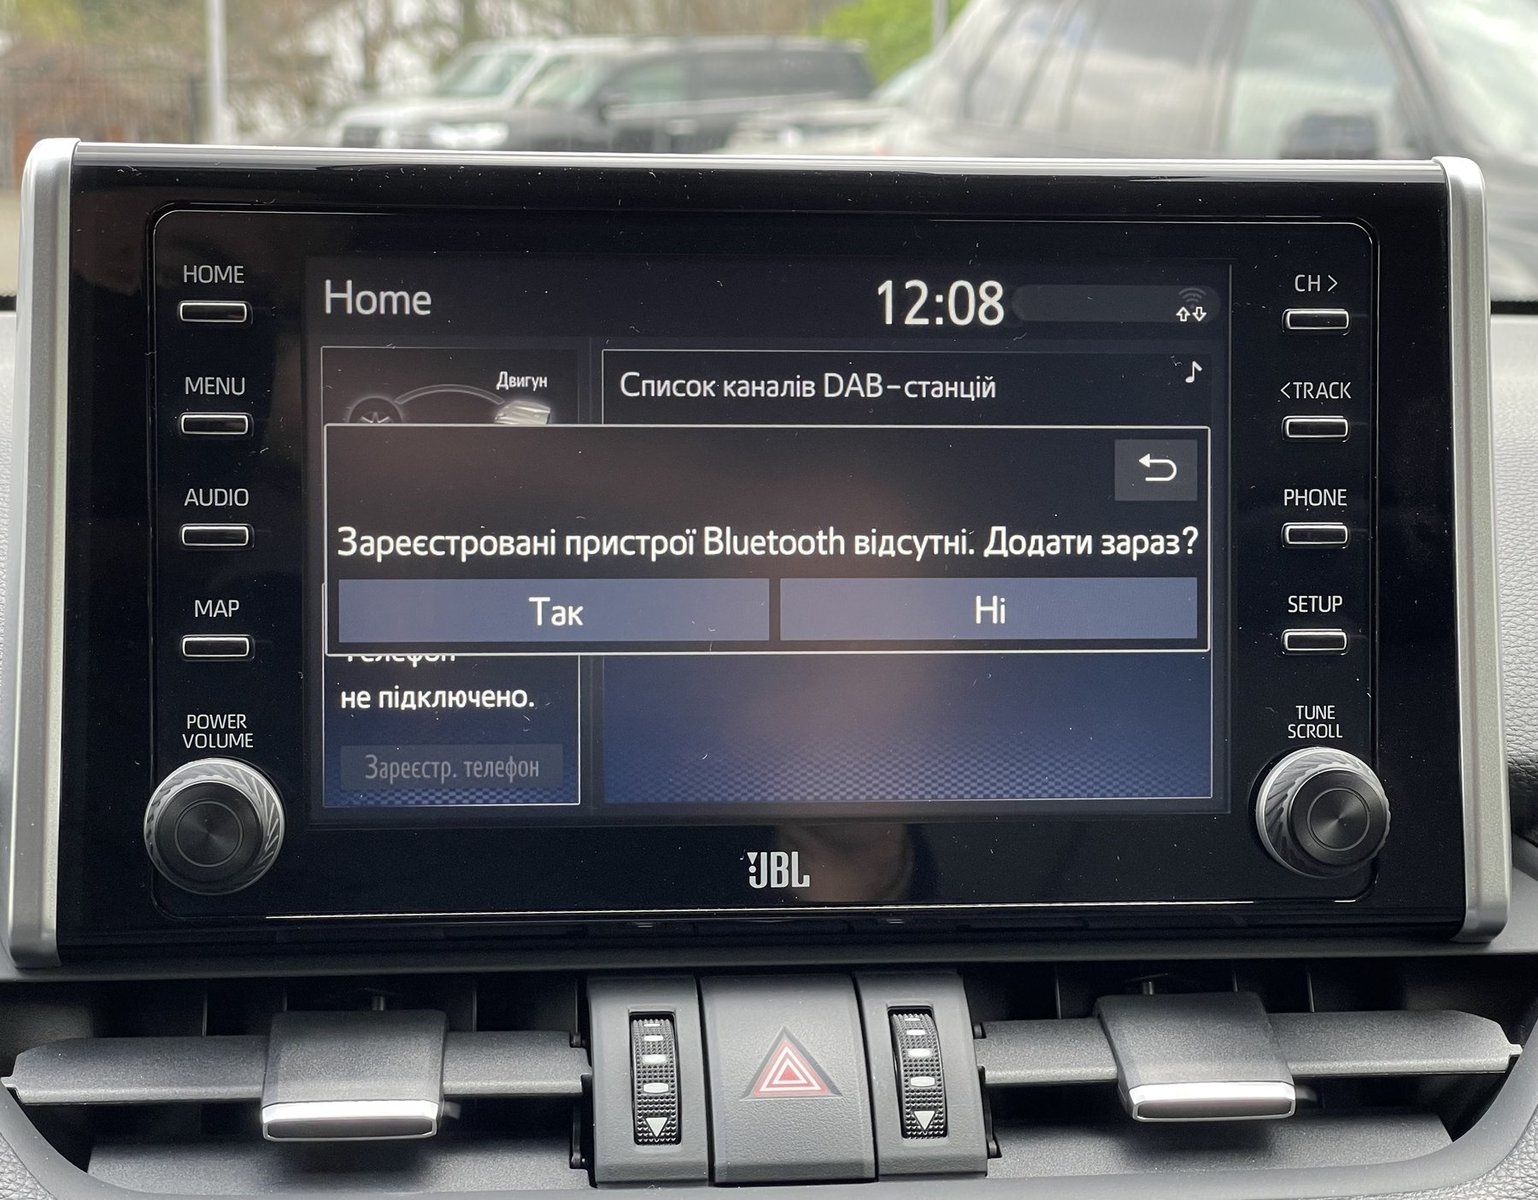 HOME
MENU
AUDIO
MAP
POWER
VOLUME
Home
12:08
Двигун
Список каналів DAB-станцій
Зареєстровані пристрої Bluetooth відсутні. Додати зараз?
Так
Ні
Телефон
не підключено.
Зареєстр. телефон
CH >
<TRACK
PHONE
SETUP
TUNE
SCROLL
JBL